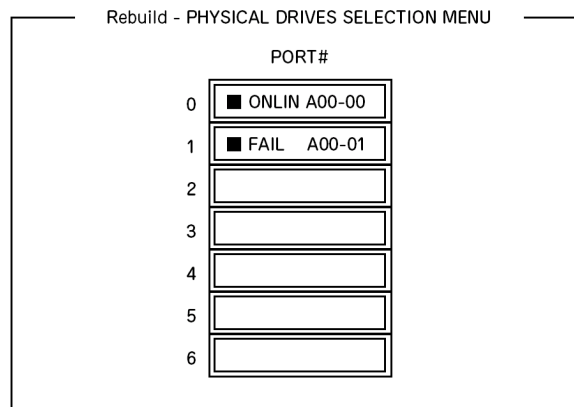 Rebuild - PHYSICAL DRIVES SELECTION MENU
PORT#
0 ■ ONLIN A00-00
1 ■ FAIL A00-01
2
3
4
5
6